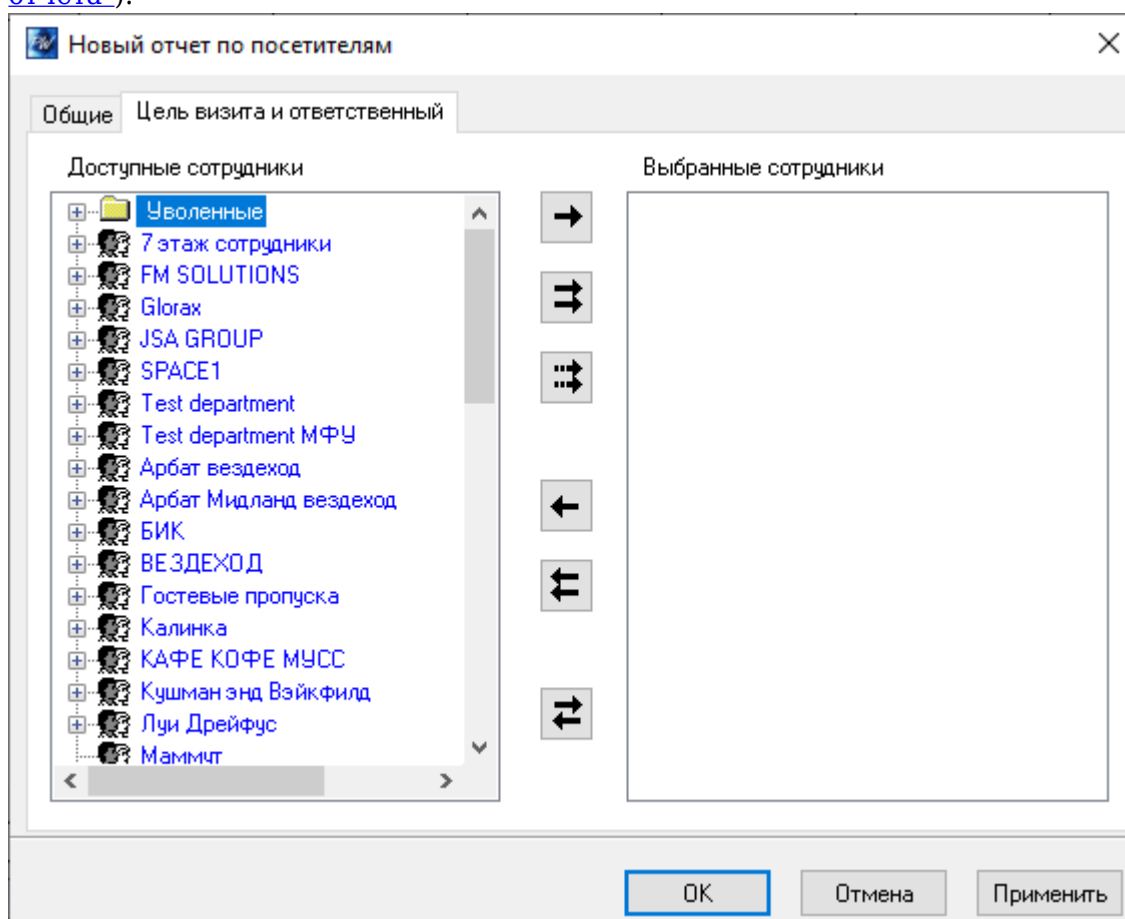 Новый отчет по посетителям
Общие
Цель визита и ответственный
Доступные сотрудники
Выбранные сотрудники
Уволенные
7 этаж сотрудники
FM SOLUTIONS
Glorax
JSA GROUP
SPACE1
Test department
Test department МФУ
Арбат вездеход
Арбат Мидланд вездеход
БИК
ВЕЗДЕХОД
Гостевые пропуска
Калинка
КАФЕ КОФЕ МУСС
Кушман энд Вэйкфилд
Луи Дрейфус
Маммут
ОК
Отмена
Применить